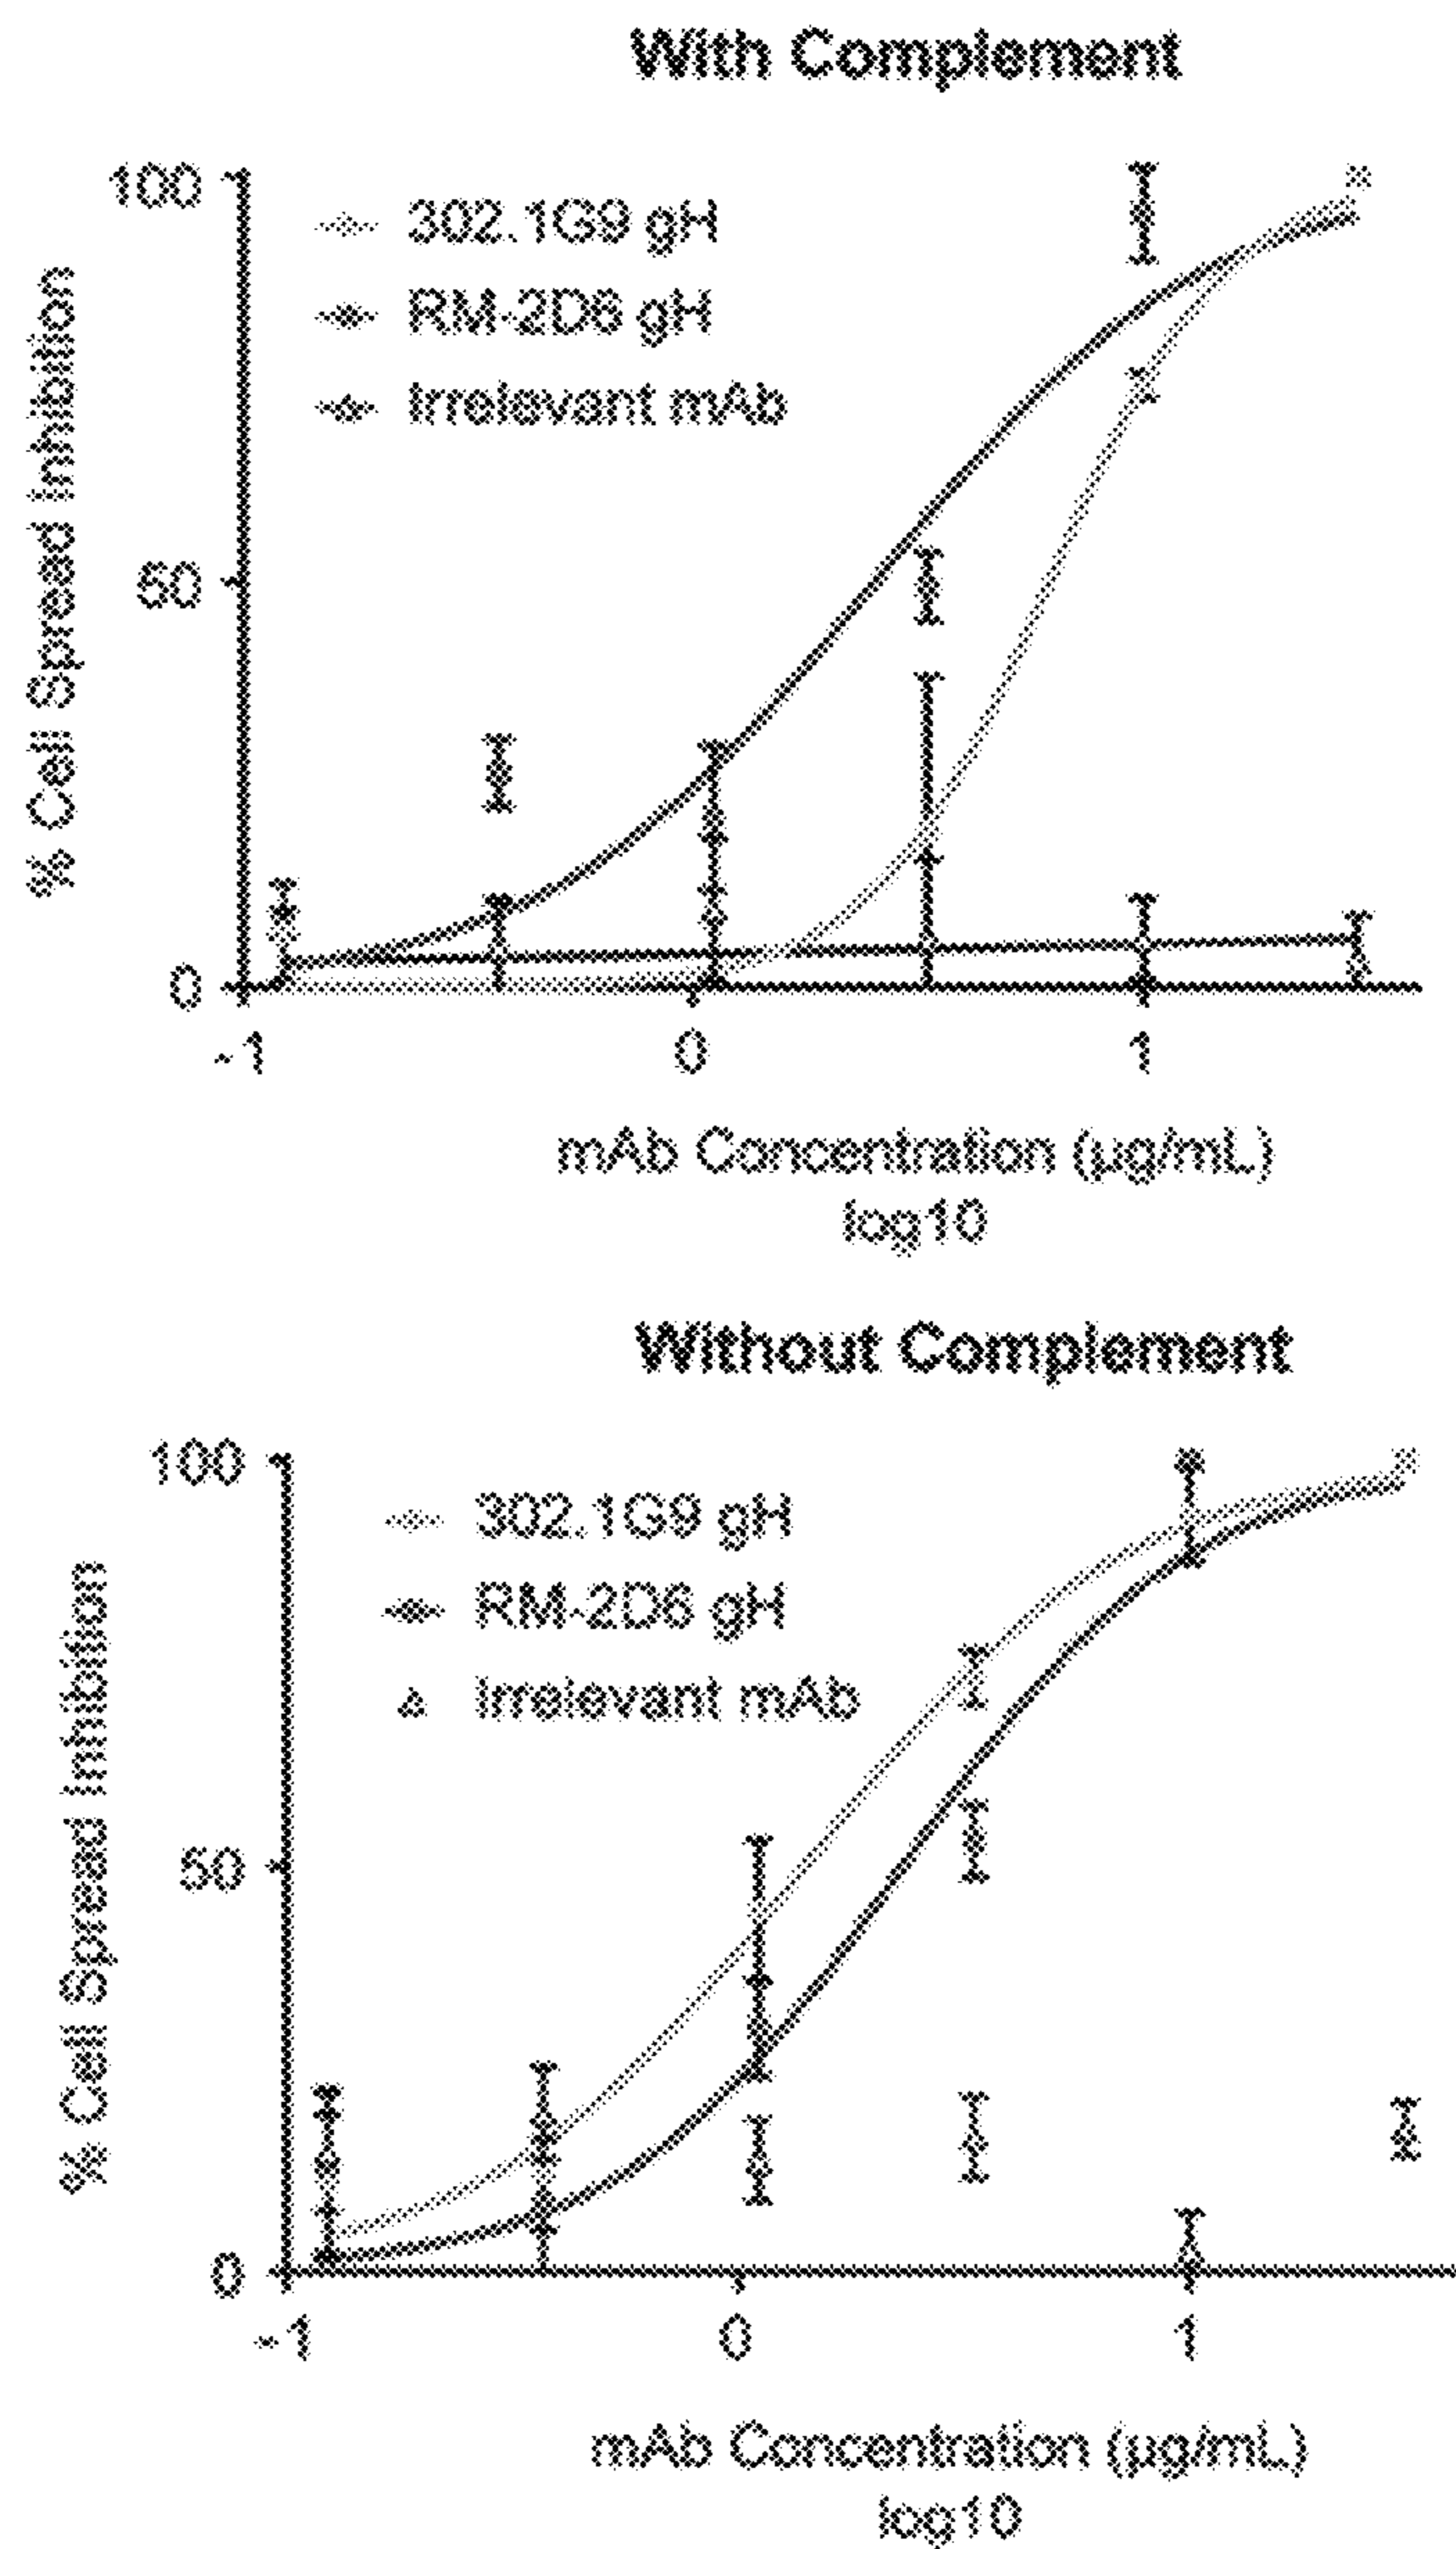 With Complement
100
302.1G9 gH
RM-2D6 gH
Irrelevant mAb
% Cell Spread Inhibition
50
0
-1
0
1
mAb Concentration (µg/mL)
log10
Without Complement
100
302.1G9 gH
RM-2D6 gH
Irrelevant mAb
% Cell Spread Inhibition
50
0
-1
0
1
mAb Concentration (µg/mL)
log10